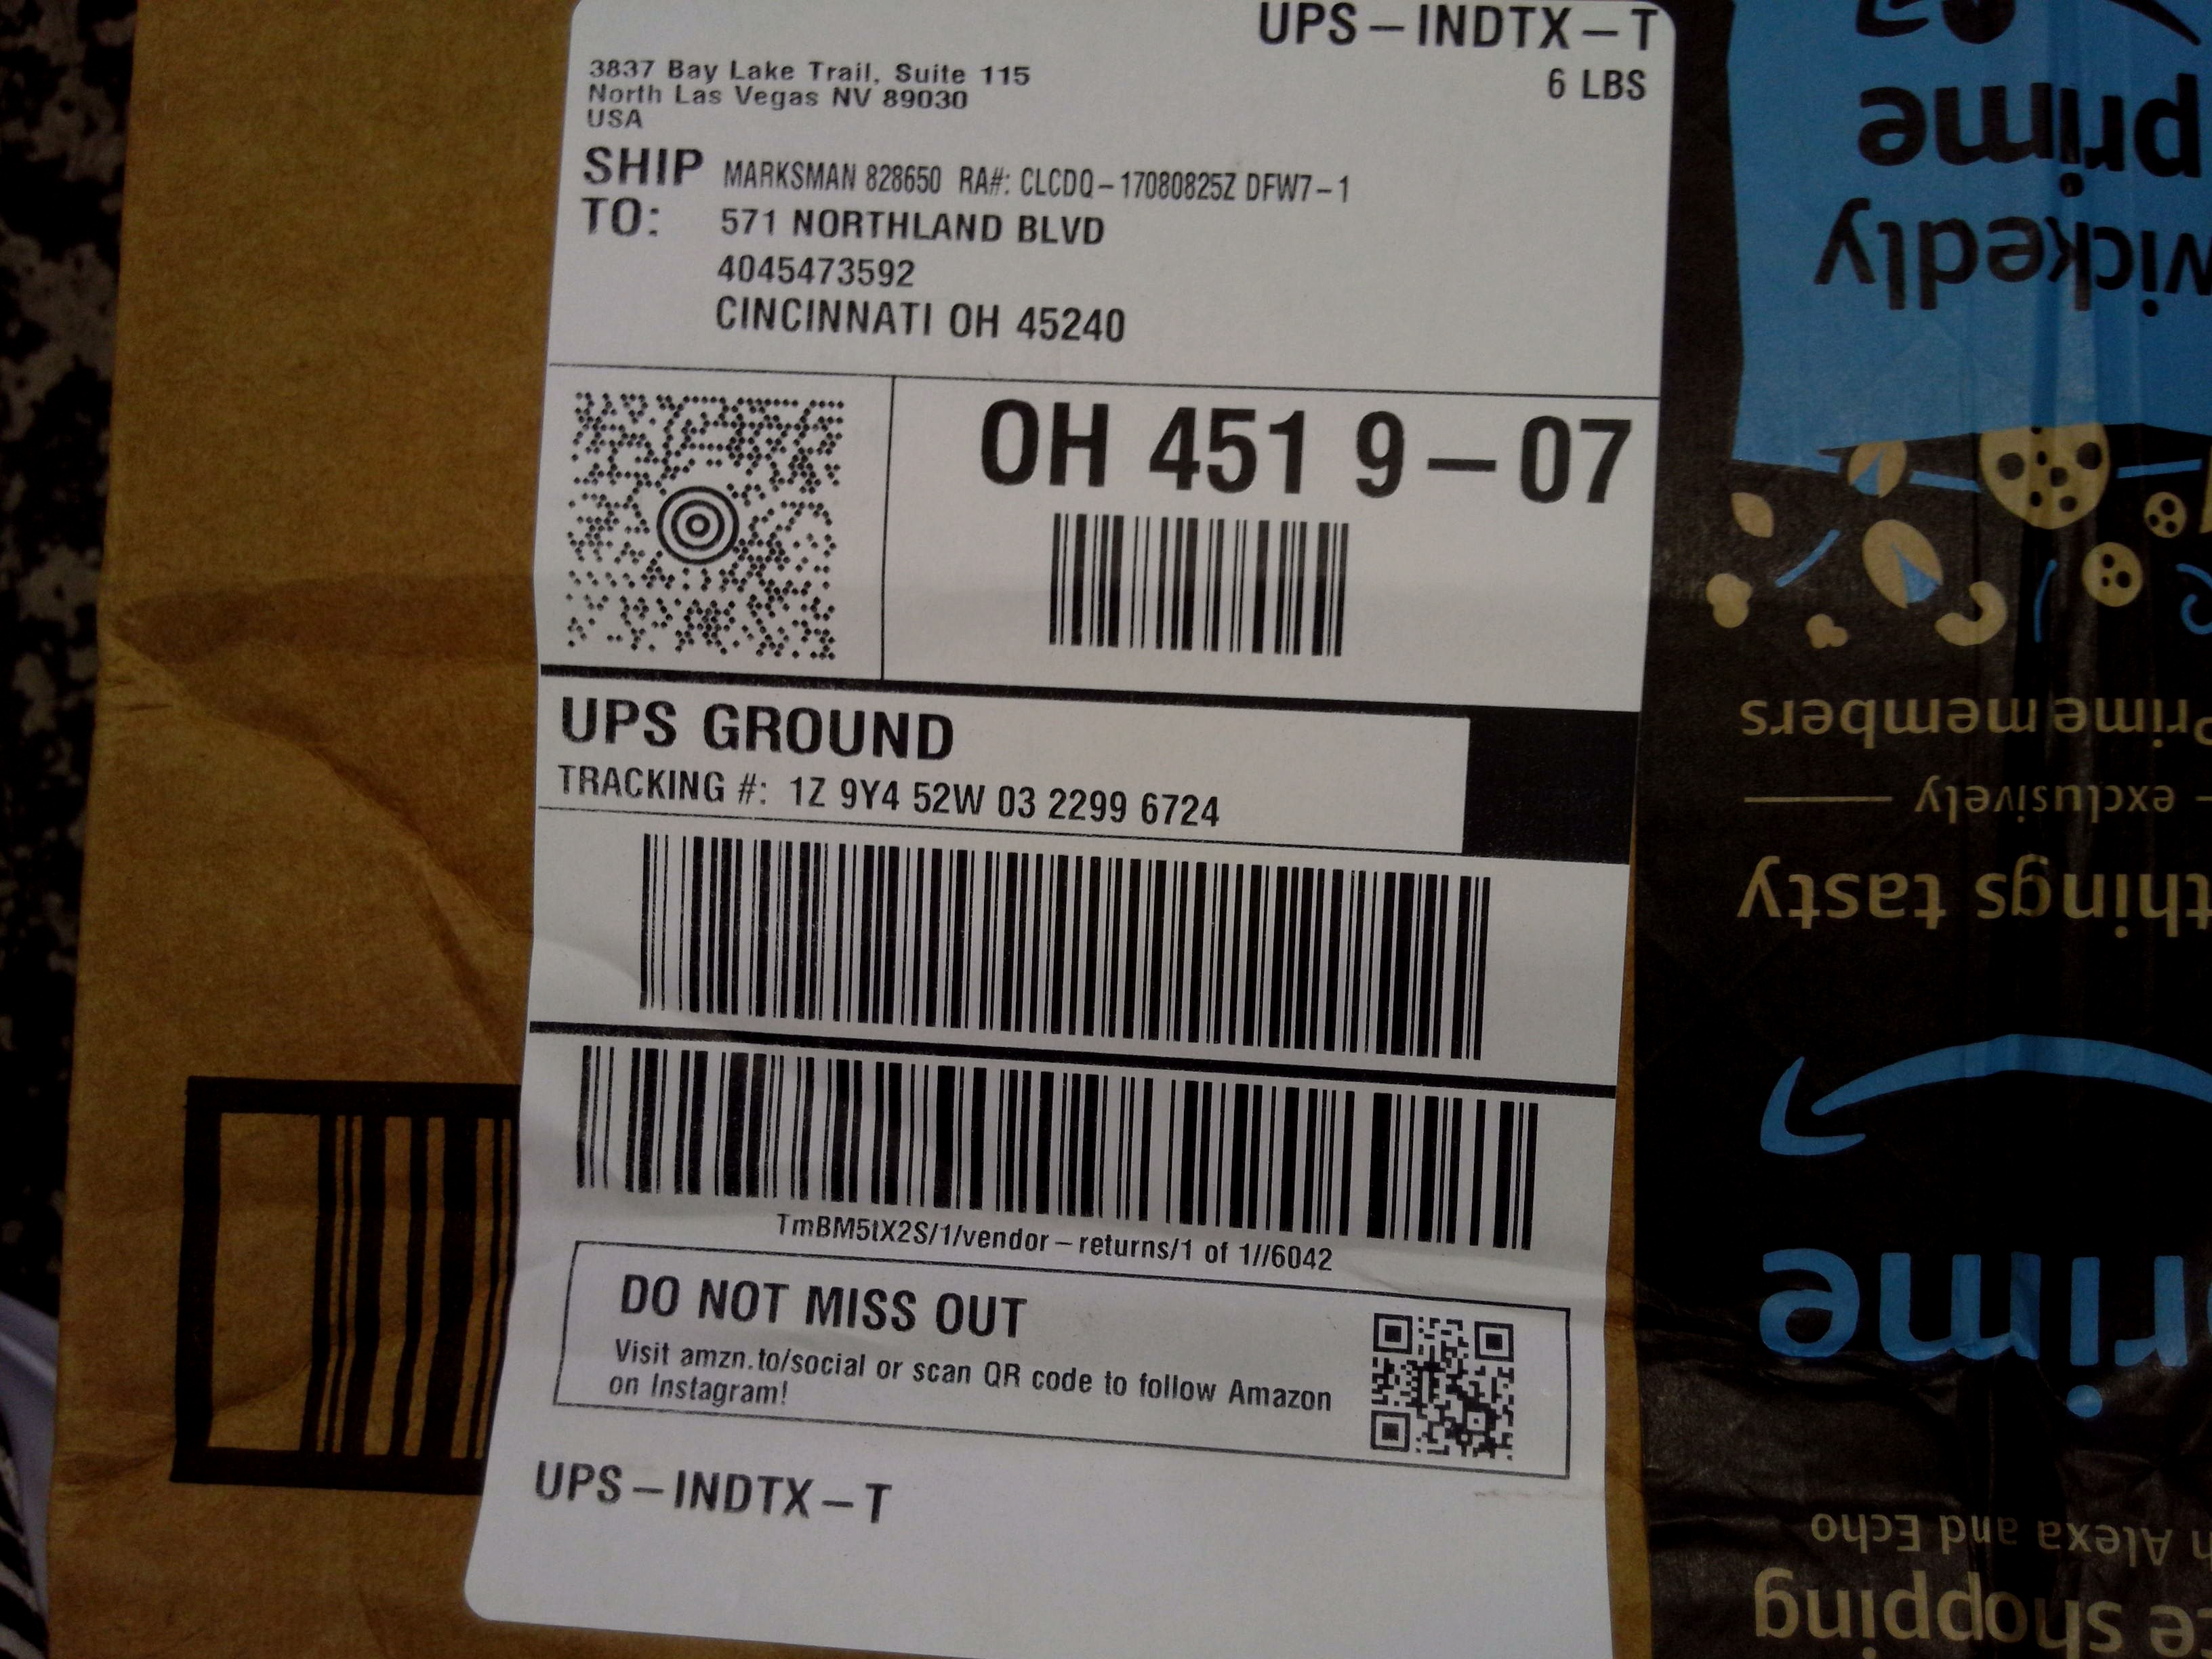 UPS-INDTX-T
6 LBS
3837 Bay Lake Trail, Suite 115
North Las Vegas NV 89030
USA
SHIP TO:
MARKSMAN 828650 RA#: CLCDQ-17080825Z DFW7-1
571 NORTHLAND BLVD
4045473592
CINCINNATI OH 45240
OH 451 9-07
UPS GROUND
TRACKING #: 1Z 9Y4 52W 03 2299 6724
TmBM5tX2S/1/vendor-returns/1 of 1//6042
DO NOT MISS OUT
Visit amzn.to/social or scan QR code to follow Amazon
on Instagram!
UPS-INDTX-T
shopping
Alexa and Echo
things tasty
exclusively
Prime members
wickedly
prime